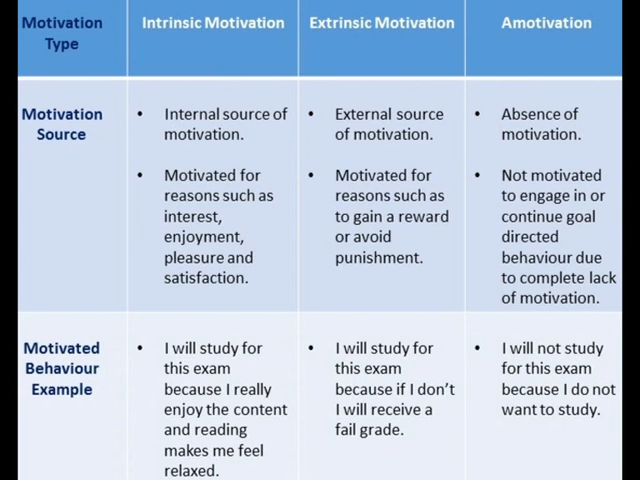 Motivation
Type
Intrinsic Motivation
Extrinsic Motivation
Amotivation
Motivation
Source
• Internal source of
motivation.
• Motivated for
reasons such as
interest,
enjoyment,
pleasure and
satisfaction.
• External source
of motivation.
• Motivated for
reasons such as
to gain a reward
or avoid
punishment.
• Absence of
motivation.
• Not motivated
to engage in or
continue goal
directed
behaviour due
to complete lack
of motivation.
Motivated
Behaviour
Example
• I will study for
this exam
because I really
enjoy the content
and reading
makes me feel
relaxed.
• I will study for
this exam
because if I don’t
I will receive a
fail grade.
• I will not study
for this exam
because I do not
want to study.